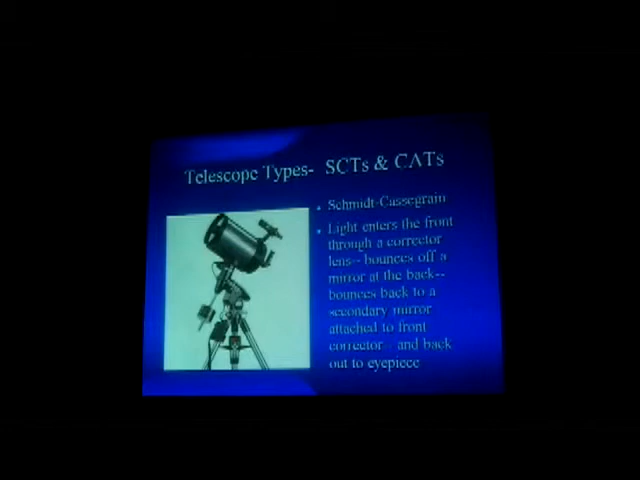 Telescope Types- SCTs & CATs
Schmidt-Cassegrain
Light enters the front
through a corrector
lens-- bounces off a
mirror at the back--
bounces back to a
secondary mirror
attached to front
corrector-- and back
out to eyepiece